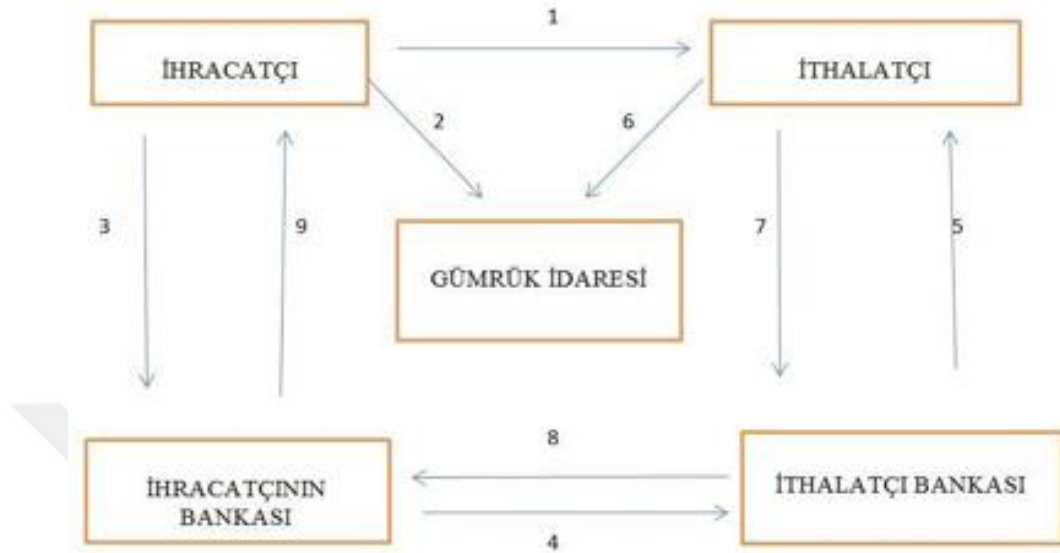 1
İHRACATÇI
İTHALATÇI
2
6
3
9
7
5
GÜMRÜK İDARESİ
8
İHRACATÇININ
BANKASI
İTHALATÇI BANKASI
4